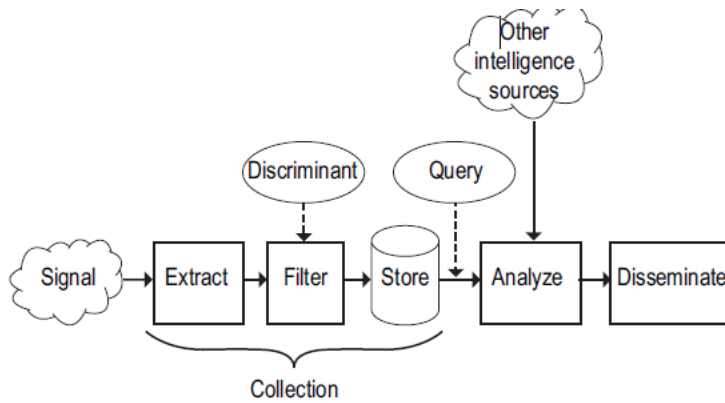 Other
intelligence
sources
Discriminant
Query
Signal
Extract
Filter
Store
Analyze
Disseminate
Collection